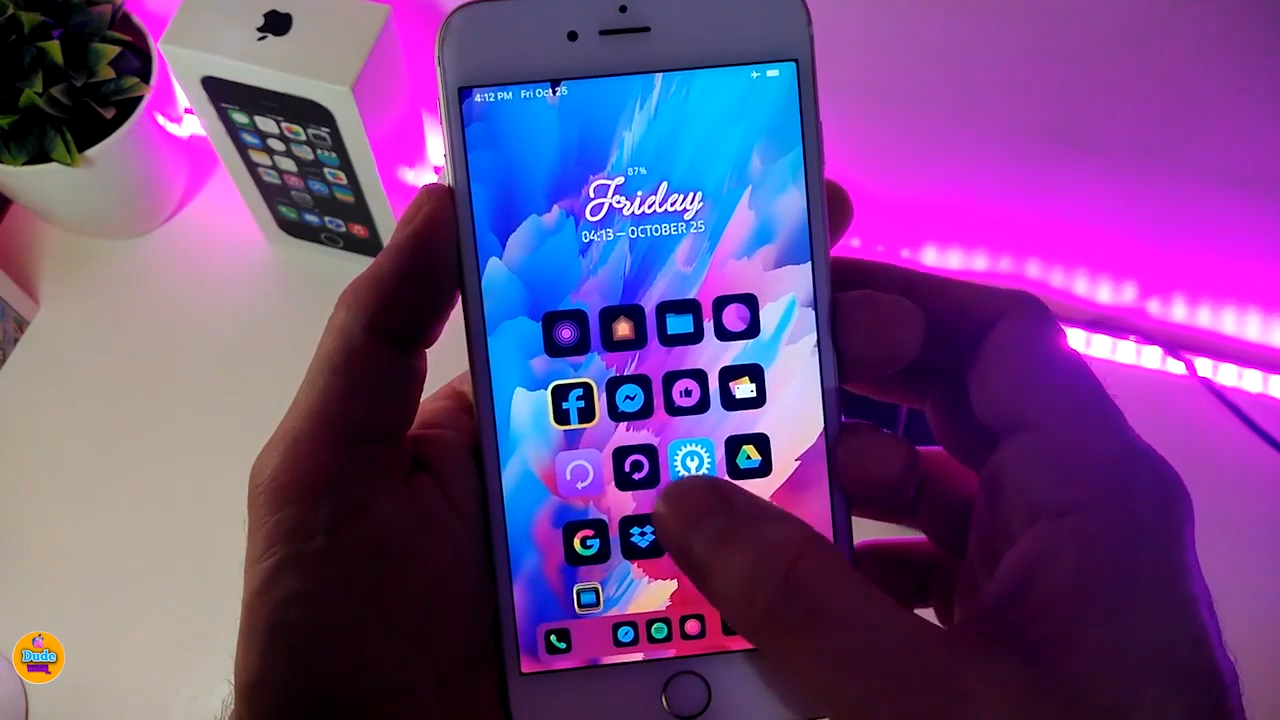 4:12 PM Fri Oct 25
87%
Friday
04:13 — OCTOBER 25
Dude